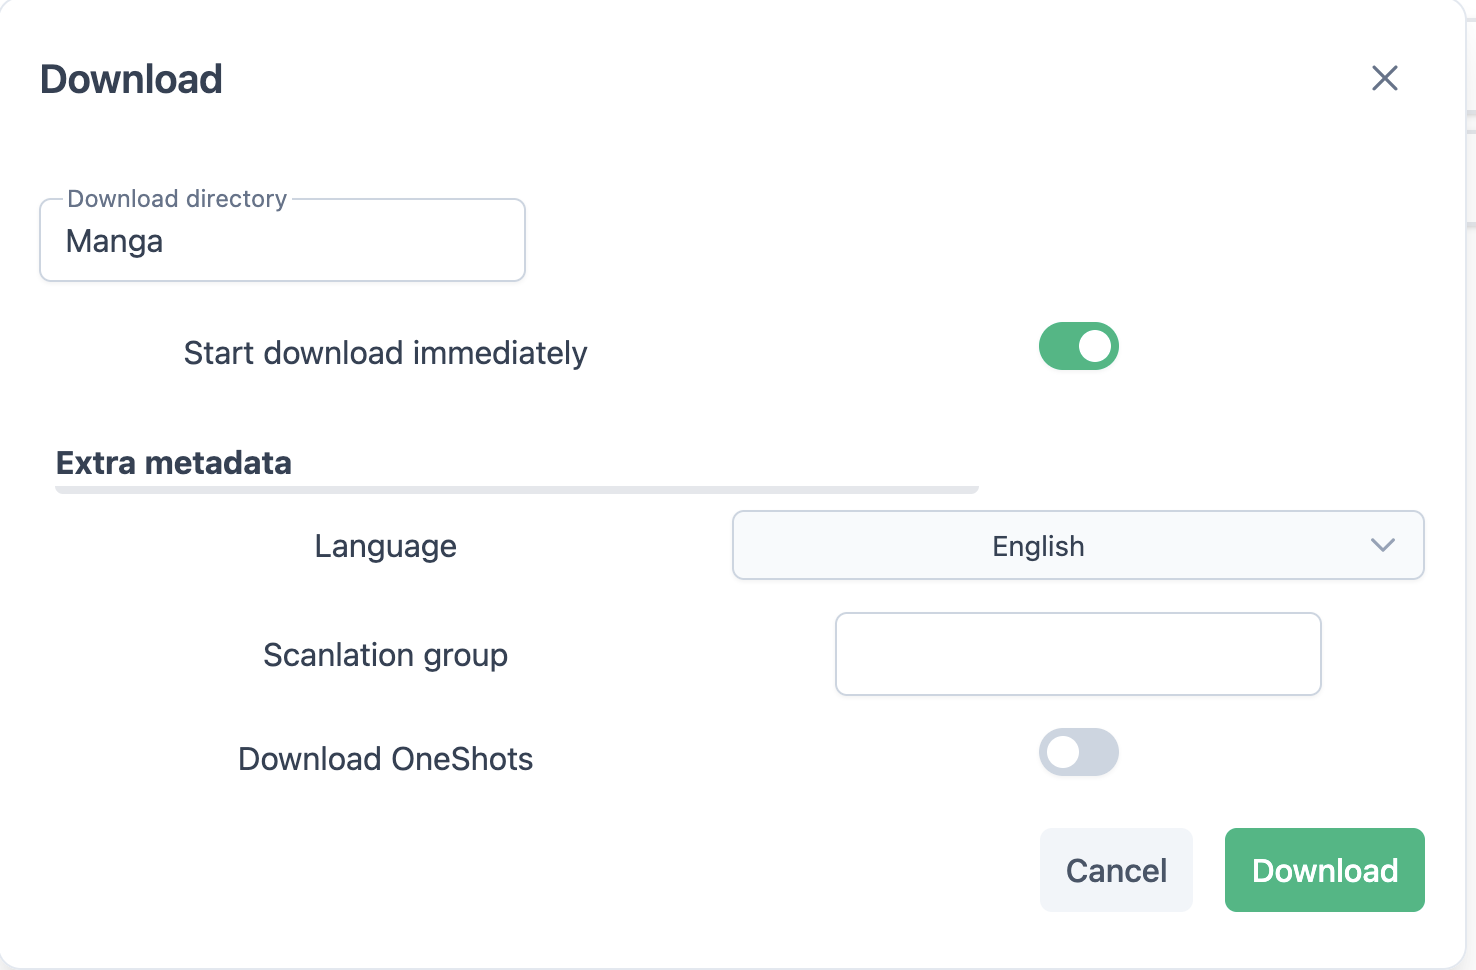 Download
Download directory
Manga
Start download immediately
Extra metadata
Language
English
Scanlation group
Download OneShots
Cancel
Download